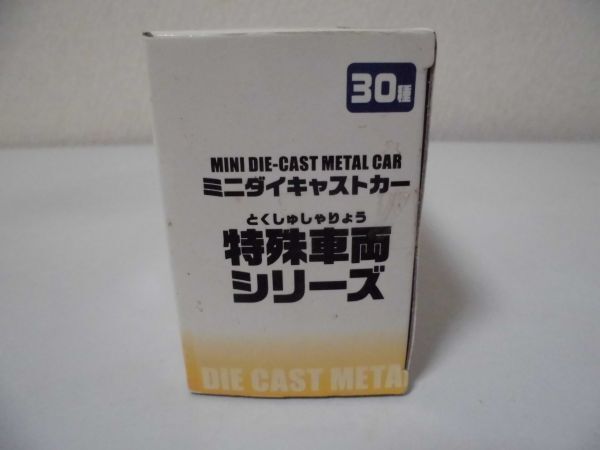 30種
MINI DIE-CAST METAL CAR
ミニダイキャストカー
とくしゅしゃりょう
特殊車両
シリーズ
DIE CAST META